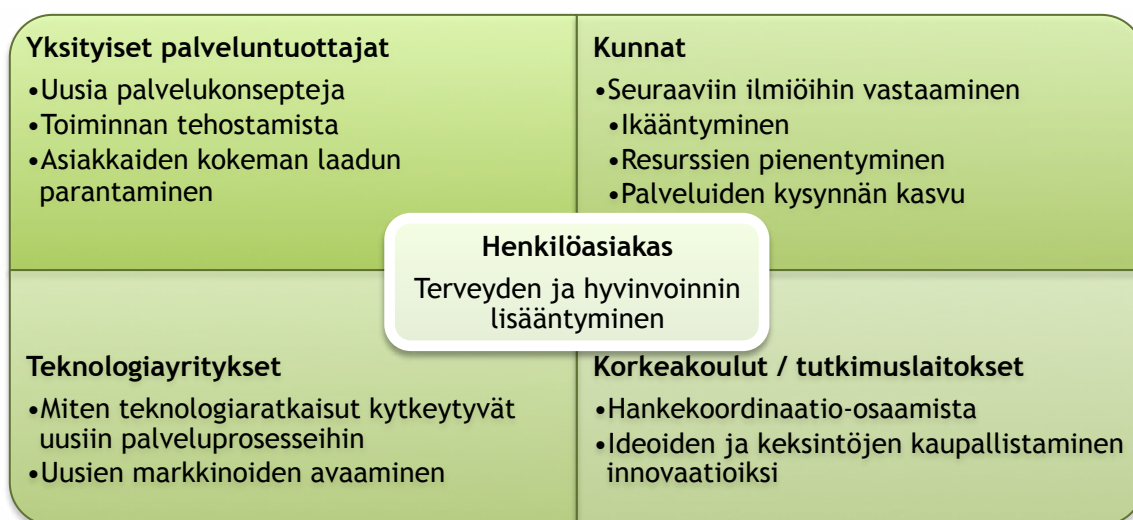 Yksityiset palveluntuottajat
•Uusia palvelukonsepteja
•Toiminnan tehostamista
•Asiakkaiden kokeman laadun
parantaminen
Kunnat
•Seuraaviin ilmiöihin vastaaminen
•Ikääntyminen
•Resurssien pienentyminen
•Palveluiden kysynnän kasvu
Henkilöasiakas
Terveyden ja hyvinvoinnin
lisääntyminen
Teknologiayritykset
•Miten teknologiaratkaisut kytkeytyvät
uusiin palveluprosesseihin
•Uusien markkinoiden avaaminen
Korkeakoulut / tutkimuslaitokset
•Hankekoordinaatio-osaamista
•Ideoiden ja keksintöjen kaupallistaminen
innovaatioiksi